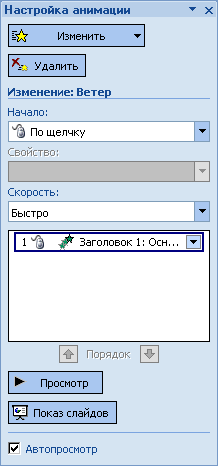 Настройка анимации
Изменить
Удалить
Изменение: Ветер
Начало:
По щелчку
Свойство:
Скорость:
Быстро
1 Заголовок 1: Осн...
Порядок
Просмотр
Показ слайдов
Автопросмотр